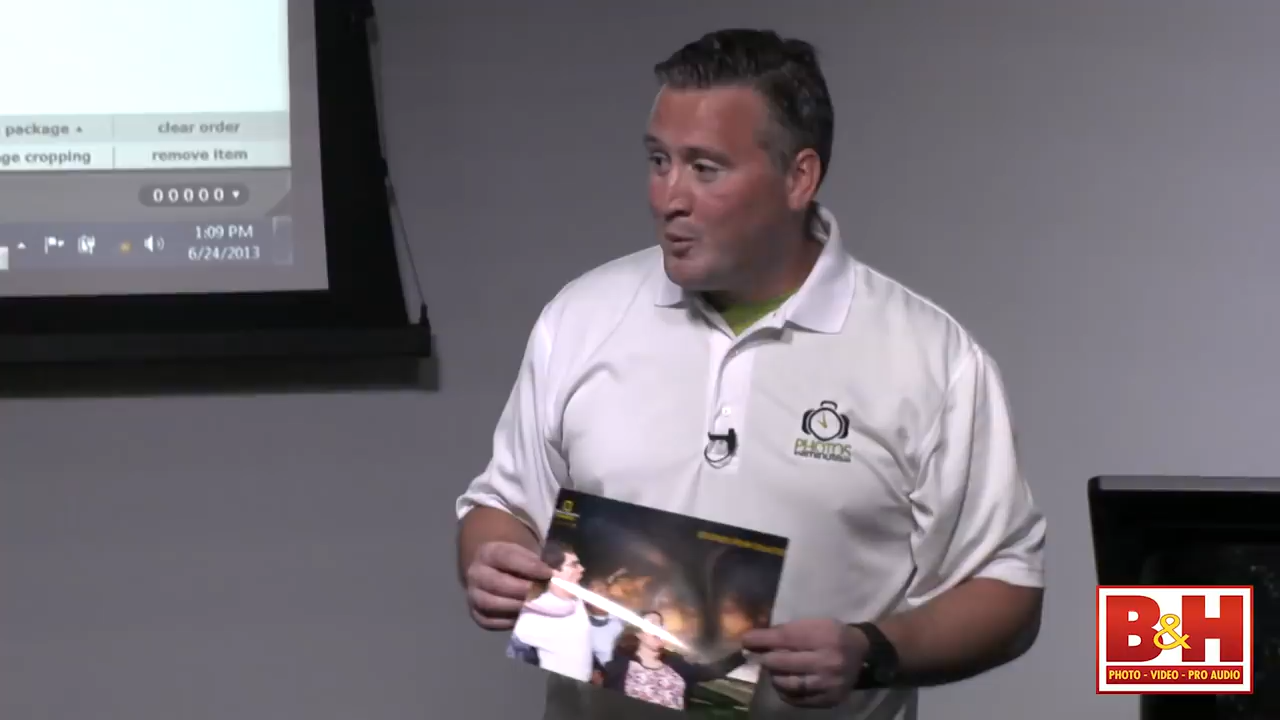 package ▲ clear order
ge cropping remove item
00000 ▼
1:09 PM
6/24/2013
PHOTOS
B&H
PHOTO - VIDEO - PRO AUDIO